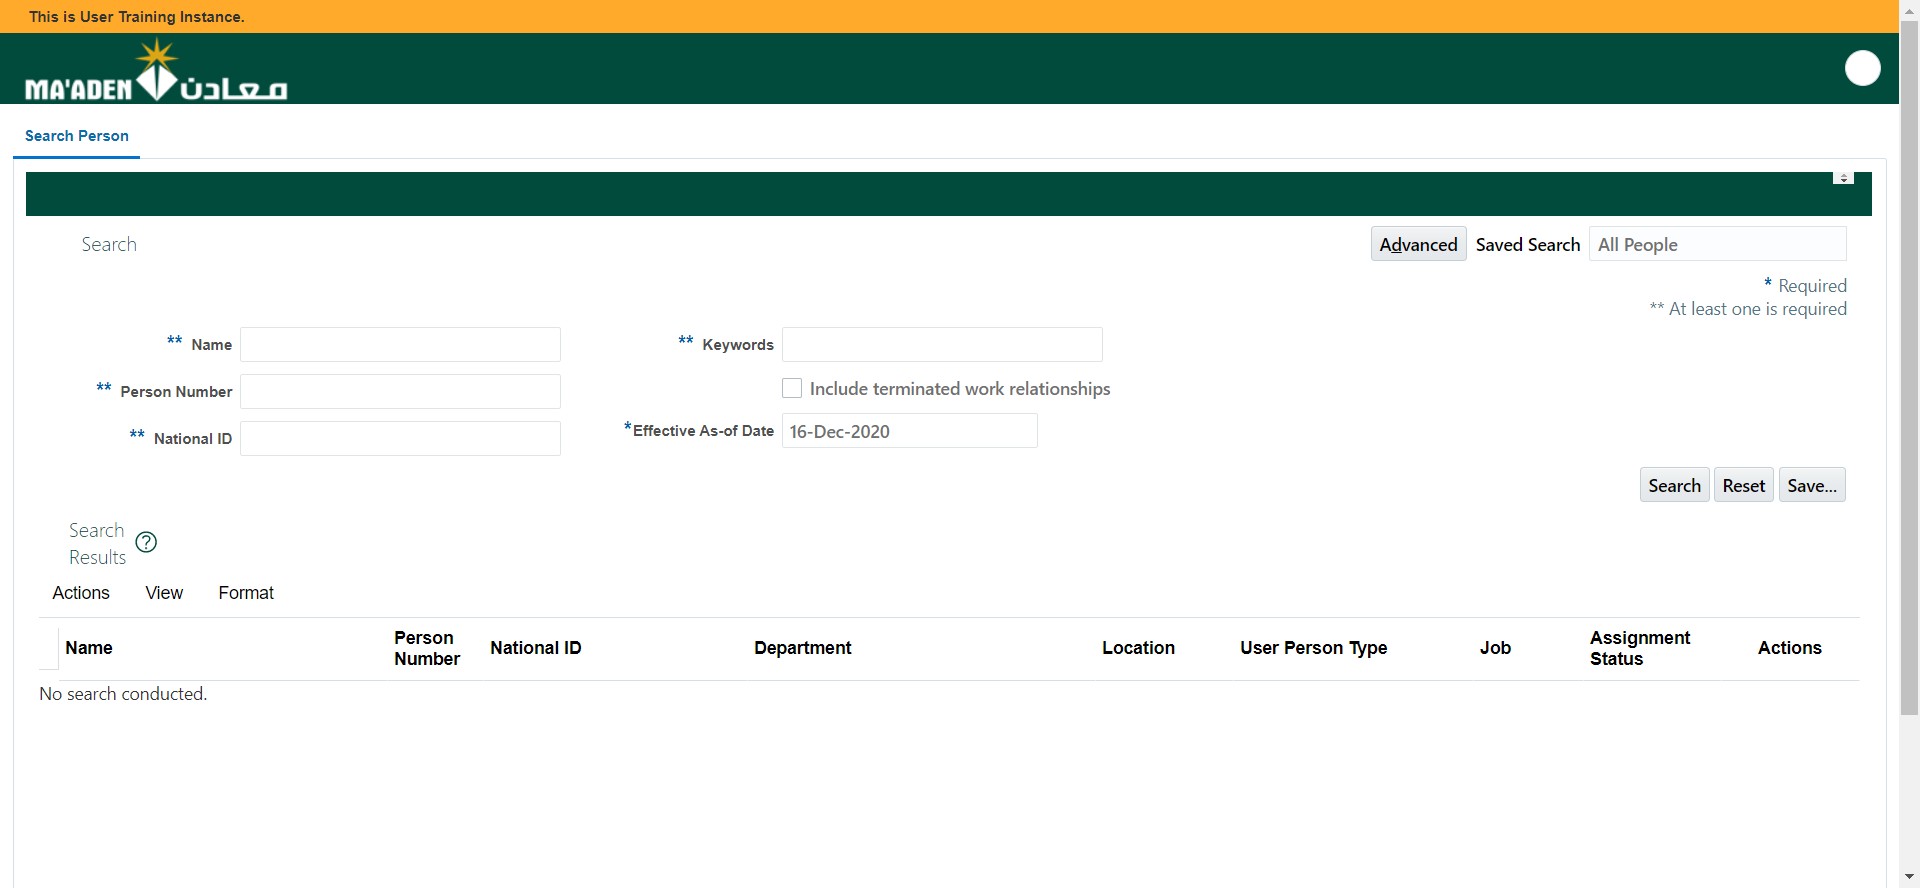 This is User Training Instance.
MA'ADEN معادن
Search Person
Search
Advanced Saved Search All People
* Required
** At least one is required
** Name
** Keywords
** Person Number
Include terminated work relationships
** National ID
*Effective As-of Date 16-Dec-2020
Search Reset Save...
Search
Results ?
Actions View Format
Name Person Number National ID Department Location User Person Type Job Assignment Status Actions
No search conducted.